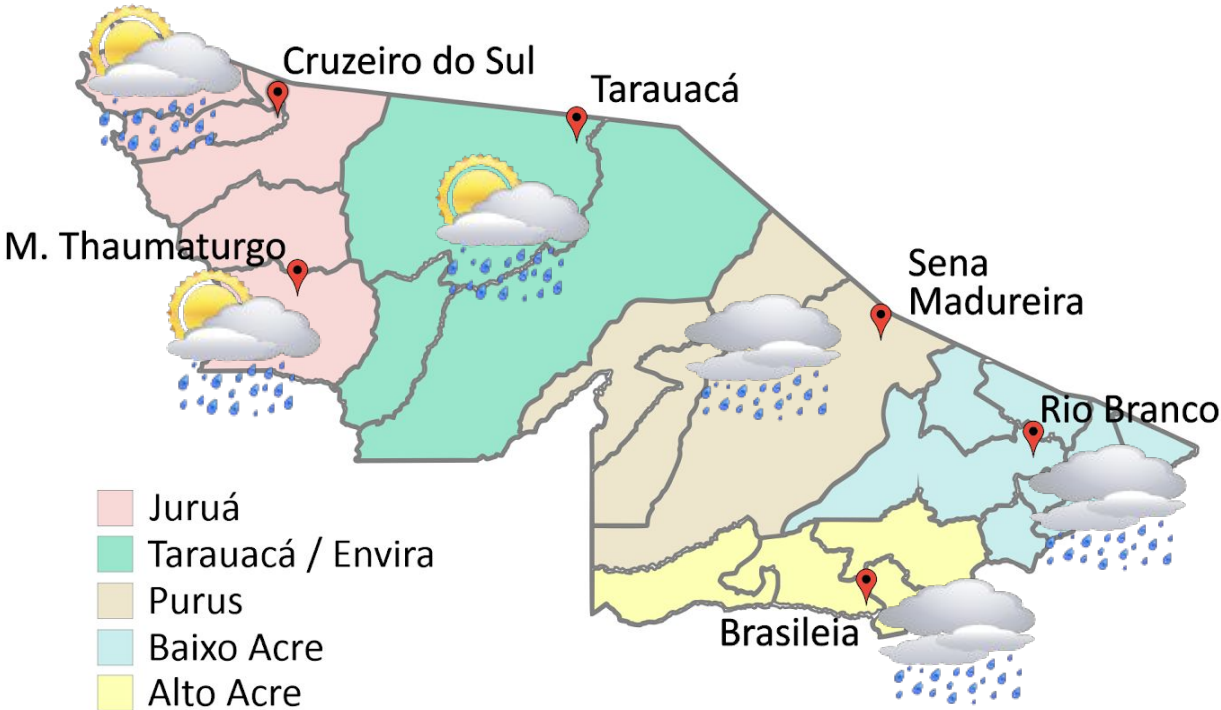 Cruzeiro do Sul
Tarauacá
M. Thaumaturgo
Sena
Madureira
Rio Branco
Brasileia
Juruá
Tarauacá / Envira
Purus
Baixo Acre
Alto Acre